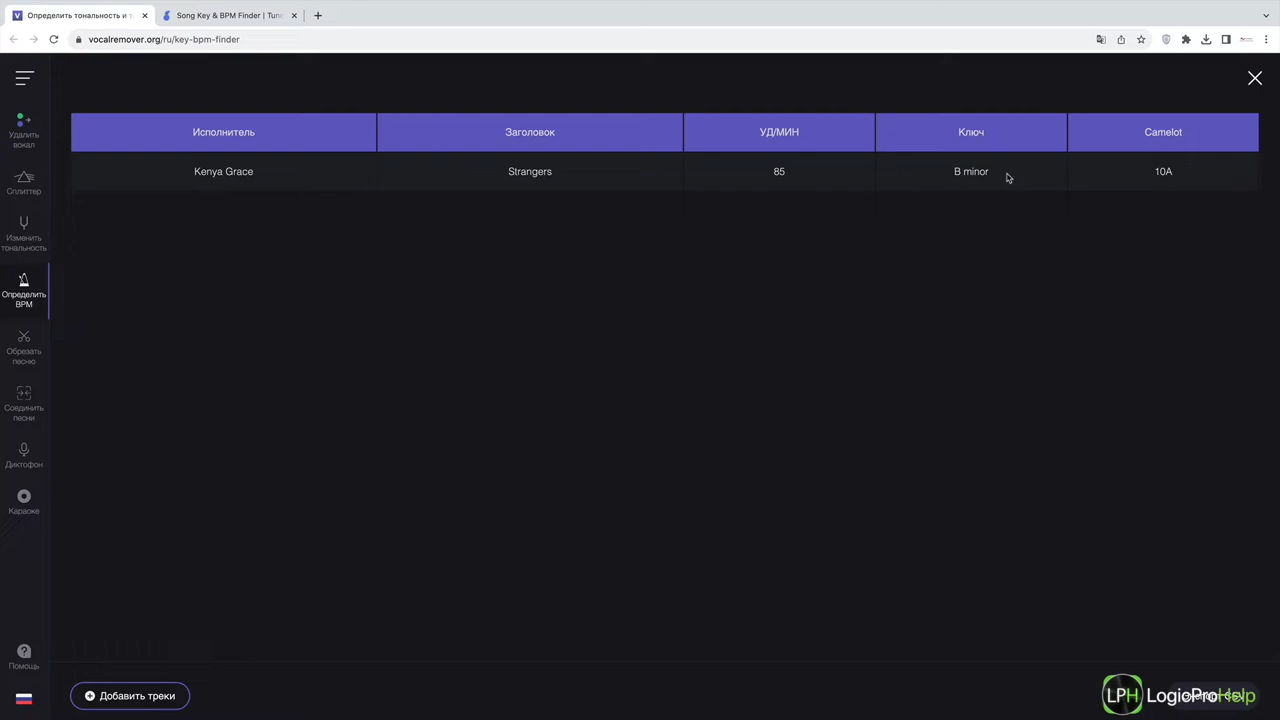 Определить тональность и т
Song Key & BPM Finder | Tun
vocalremover.org/ru/key-bpm-finder
Удалить
вокал
Сплиттер
Изменить
тональность
Определить
BPM
Обрезать
песню
Соединить
песни
Диктофон
Караоке
Помощь
Исполнитель Заголовок УД/МИН Ключ Camelot
Kenya Grace Strangers 85 B minor 10A
Добавить треки
LPH LogicProHelp